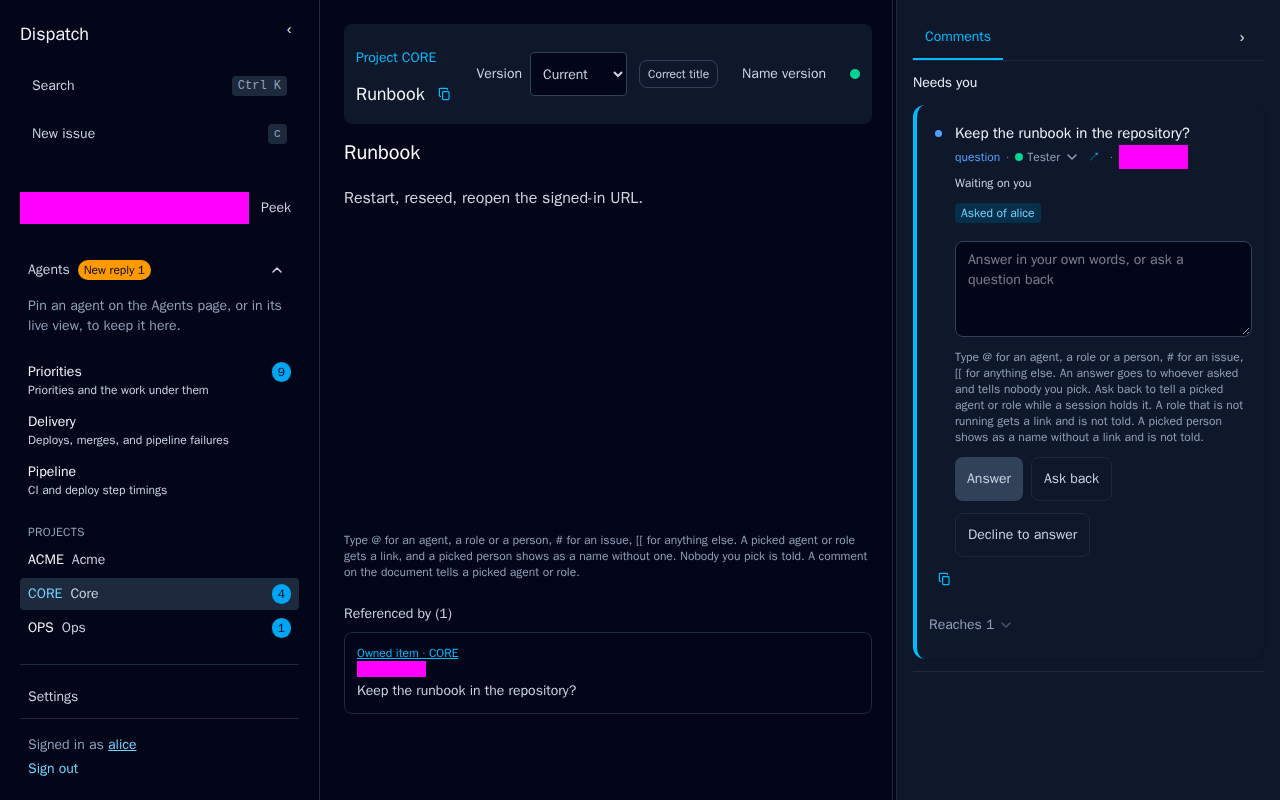 Dispatch
Search
Ctrl K
New issue
C
Peek
Agents
New reply 1
Pin an agent on the Agents page, or in its
live view, to keep it here.
Priorities
9
Priorities and the work under them
Delivery
Deploys, merges, and pipeline failures
Pipeline
CI and deploy step timings
PROJECTS
ACME Acme
CORE Core
4
OPS Ops
1
Settings
Signed in as alice
Sign out
Project CORE
Runbook
Version
Current
Correct title
Name version
Runbook
Restart, reseed, reopen the signed-in URL.
Type @ for an agent, a role or a person, # for an issue, [[ for anything else. A picked agent or role
gets a link, and a picked person shows as a name without one. Nobody you pick is told. A comment
on the document tells a picked agent or role.
Referenced by (1)
Owned item · CORE
Keep the runbook in the repository?
Comments
Needs you
Keep the runbook in the repository?
question · Tester ↗ ·
Waiting on you
Asked of alice
Answer in your own words, or ask a
question back
Type @ for an agent, a role or a person, # for an issue,
[[ for anything else. An answer goes to whoever asked
and tells nobody you pick. Ask back to tell a picked
agent or role while a session holds it. A role that is not
running gets a link and is not told. A picked person
shows as a name without a link and is not told.
Answer
Ask back
Decline to answer
Reaches 1